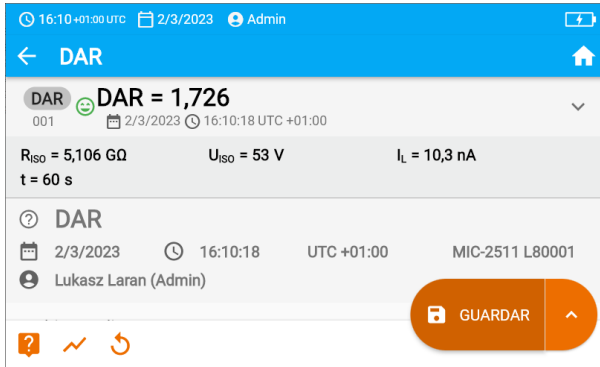 16:10 +01:00 UTC 2/3/2023 Admin
DAR
DAR DAR = 1,726
001 2/3/2023 16:10:18 UTC +01:00
RISO = 5,106 GΩ UISO = 53 V IL = 10,3 nA
t = 60 s
DAR
2/3/2023 16:10:18 UTC +01:00 MIC-2511 L80001
Lukasz Laran (Admin)
GUARDAR